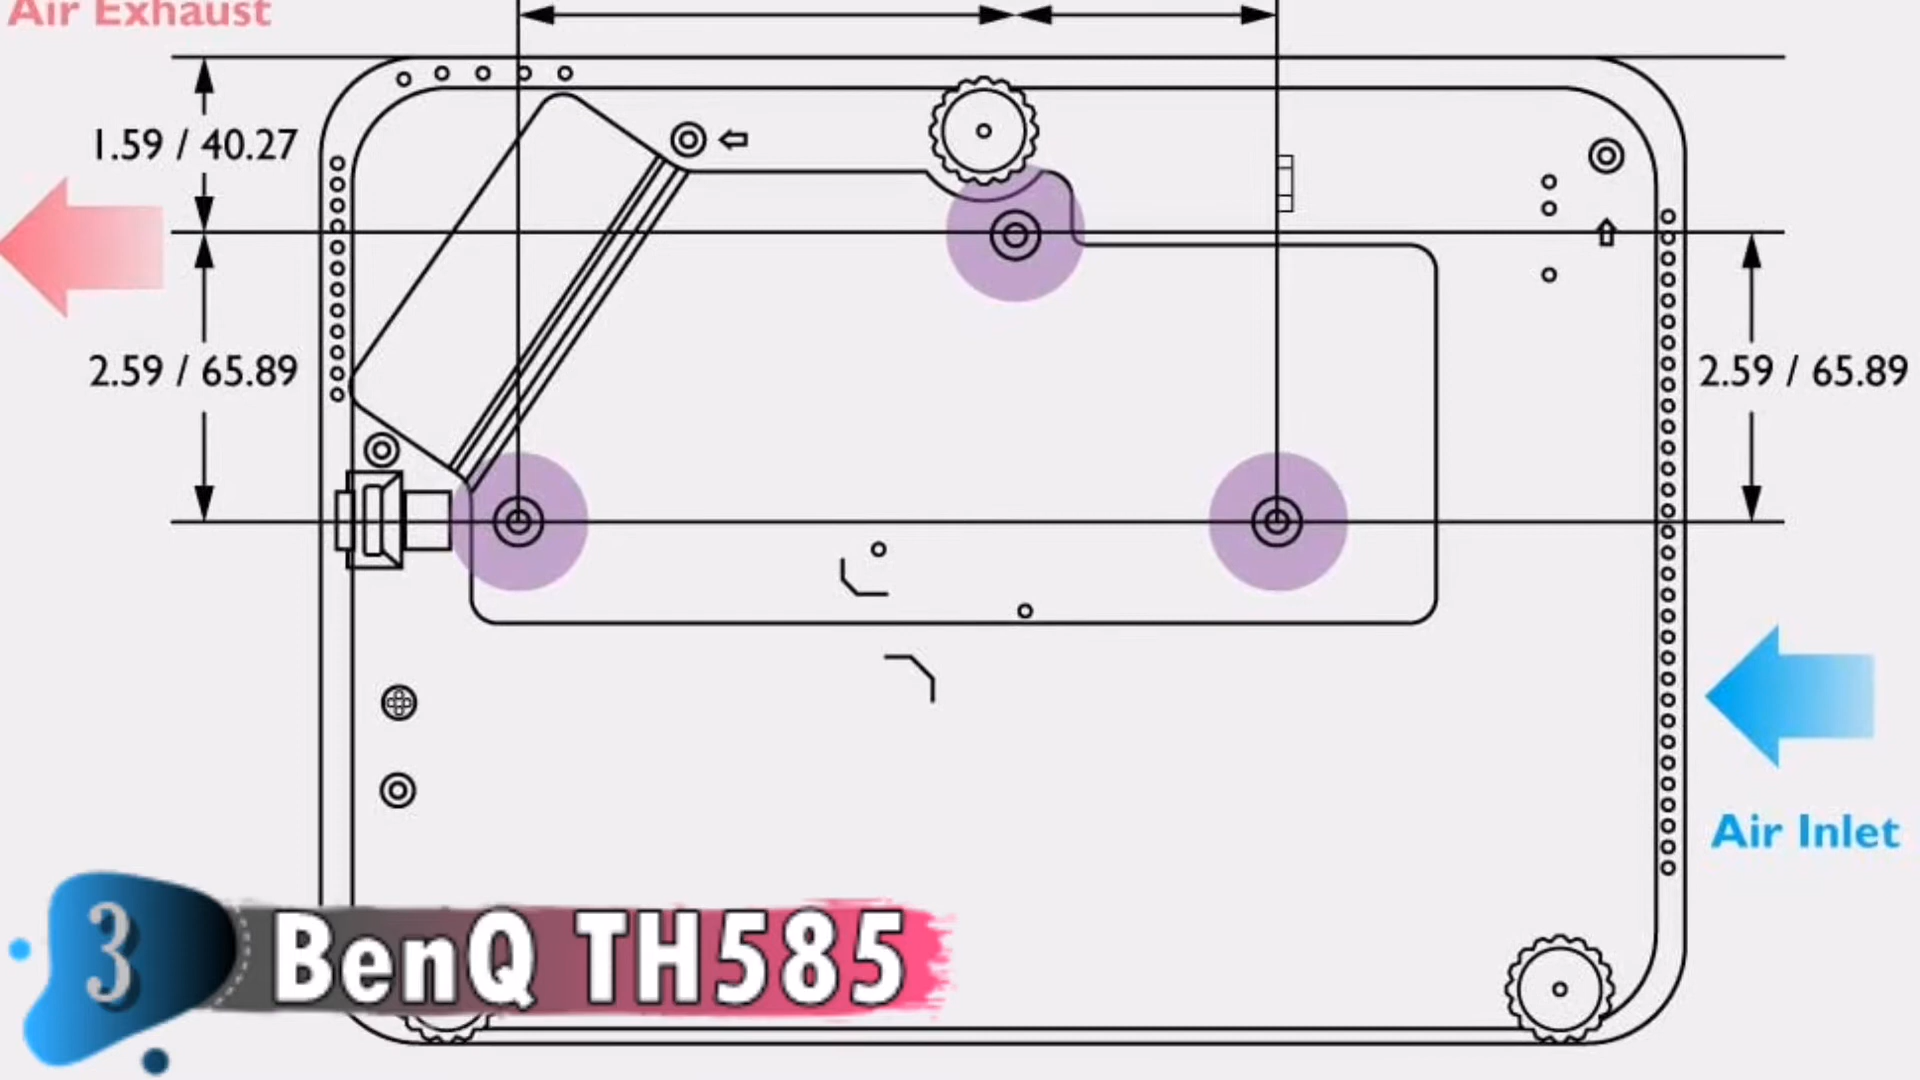 Air Exhaust
1.59 / 40.27
2.59 / 65.89
2.59 / 65.89
Air Inlet
3
BenQ TH585